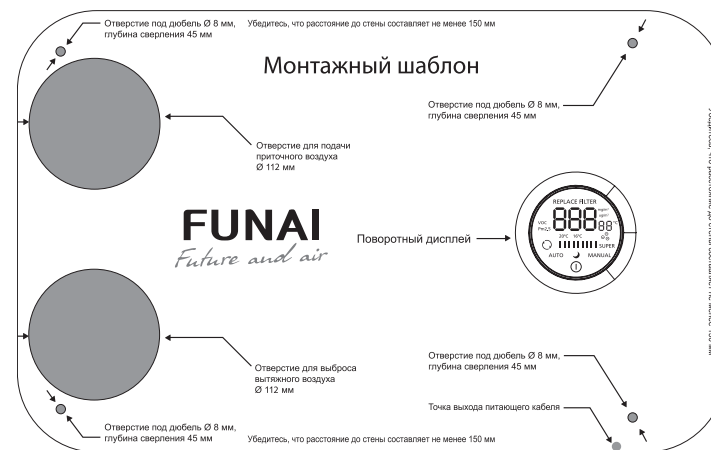 Отверстие под дюбель Ø 8 мм,
глубина сверления 45 мм
Убедитесь, что расстояние до стены составляет не менее 150 мм
Монтажный шаблон
Отверстие под дюбель Ø 8 мм,
глубина сверления 45 мм
Отверстие для подачи
приточного воздуха
Ø 112 мм
FUNAI
Future and air
Поворотный дисплей
REPLACE FILTER
VOC
Pm2,5
888
88
20°C 18°C
SUPER
AUTO
MANUAL
Отверстие для выброса
вытяжного воздуха
Ø 112 мм
Отверстие под дюбель Ø 8 мм,
глубина сверления 45 мм
Точка выхода питающего кабеля
Отверстие под дюбель Ø 8 мм,
глубина сверления 45 мм
Убедитесь, что расстояние до стены составляет не менее 150 мм